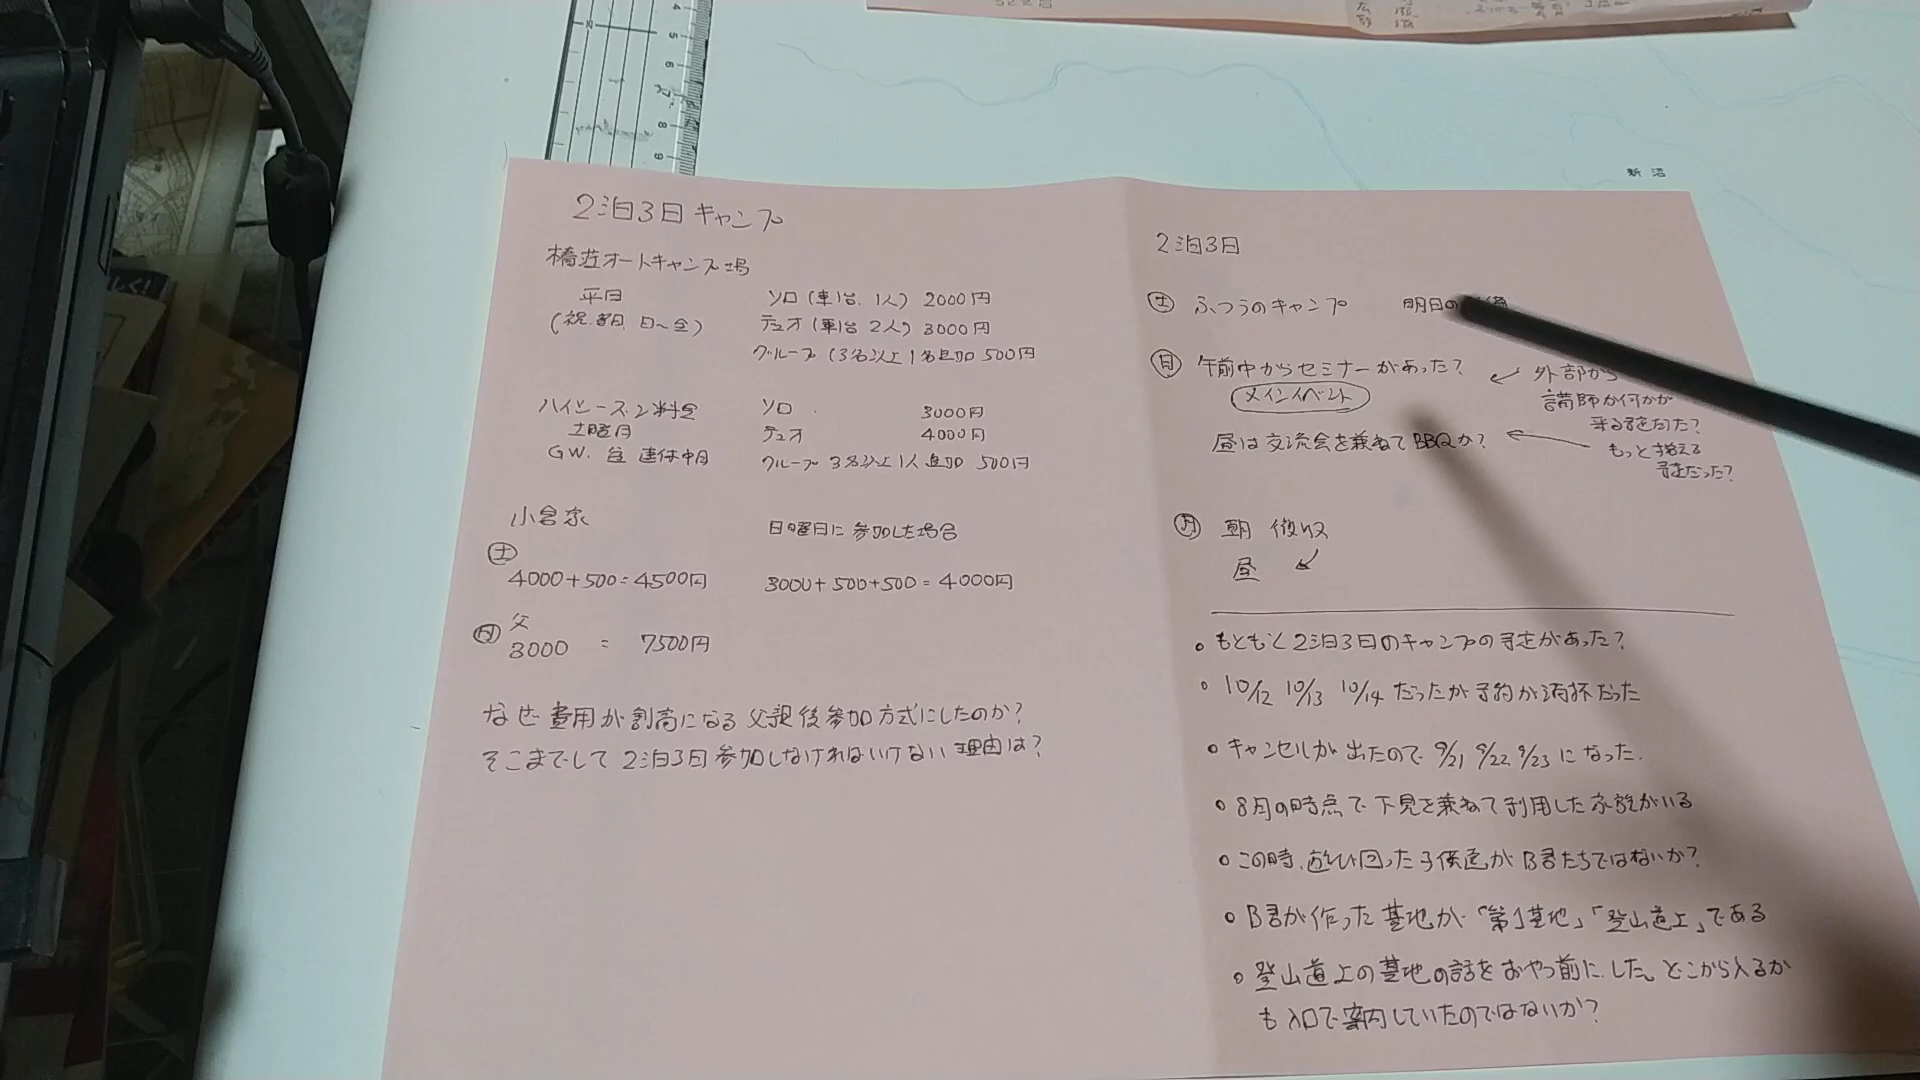 2泊3日キャンプ
椿荘オートキャンプ場
平日
(祝前日 日〜金)
ソロ(車1台.1人) 2000円
デュオ(車1台 2人) 3000円
グループ(3名以上1名追加 500円
ハイシーズン料金
土曜日
GW. 連休中日
ソロ 3000円
デュオ 4000円
グループ 3名以上1人追加 500円
小倉家
土
4000+500=4500円
父
3000 = 7500円
日曜日に参加した場合
3000+500+500=4000円
なぜ費用が割高になる父親後参加方式にしたのか?
そこまでして2泊3日参加しなければいけない理由は?
2泊3日
土 ふつうのキャンプ 明日の
日 午前中からセミナーがあった?
メインイベント
外部から
講師か何かが
来る予定だった?
昼は交流会を兼ねてBBQか?
もっと増える
予定だった?
月 朝 撤収
昼
もともと2泊3日のキャンプの予定があった?
10/12 10/13 10/14 だったが予約が満杯だった
キャンセルが出たので 9/21 9/22 9/23 になった.
8月の時点で下見を兼ねて利用した家族がいる
この時、遊び回った子供達がB君たちではないか?
B君が作った基地が「第1基地」「登山道上」である
登山道上の基地の話をおやつ前にした。どこから入るか
も入口で案内していたのではないか?
新沼
4
5
6
7
8
9